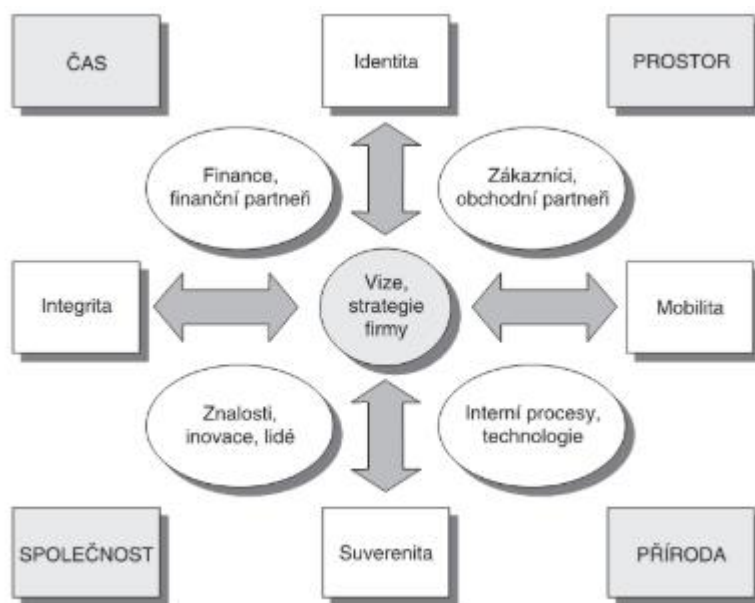 ČAS
Identita
PROSTOR
Finance,
finanční partneři
Zákazníci,
obchodní partneři
Integrita
Vize,
strategie
firmy
Mobilita
Znalosti,
inovace, lidé
Interní procesy,
technologie
SPOLEČNOST
Suverenita
PŘÍRODA